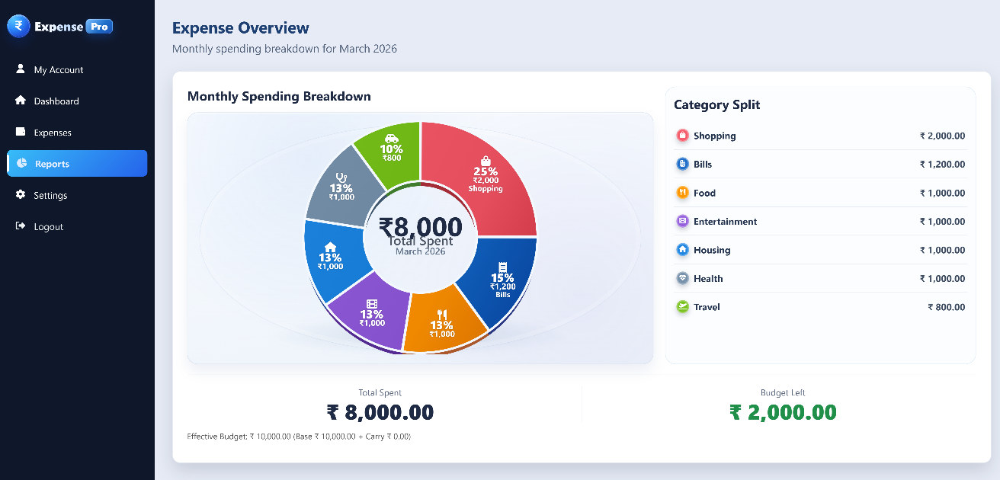 ₹ Expense Pro
My Account
Dashboard
Expenses
Reports
Settings
Logout
Expense Overview
Monthly spending breakdown for March 2026
Monthly Spending Breakdown
25%
₹2,000
Shopping
15%
₹1,200
Bills
13%
₹1,000
13%
₹1,000
13%
₹1,000
13%
₹1,000
10%
₹800
₹8,000
Total Spent
March 2026
Category Split
Shopping ₹ 2,000.00
Bills ₹ 1,200.00
Food ₹ 1,000.00
Entertainment ₹ 1,000.00
Housing ₹ 1,000.00
Health ₹ 1,000.00
Travel ₹ 800.00
Total Spent
₹ 8,000.00
Budget Left
₹ 2,000.00
Effective Budget: ₹ 10,000.00 (Base ₹ 10,000.00 + Carry ₹ 0.00)